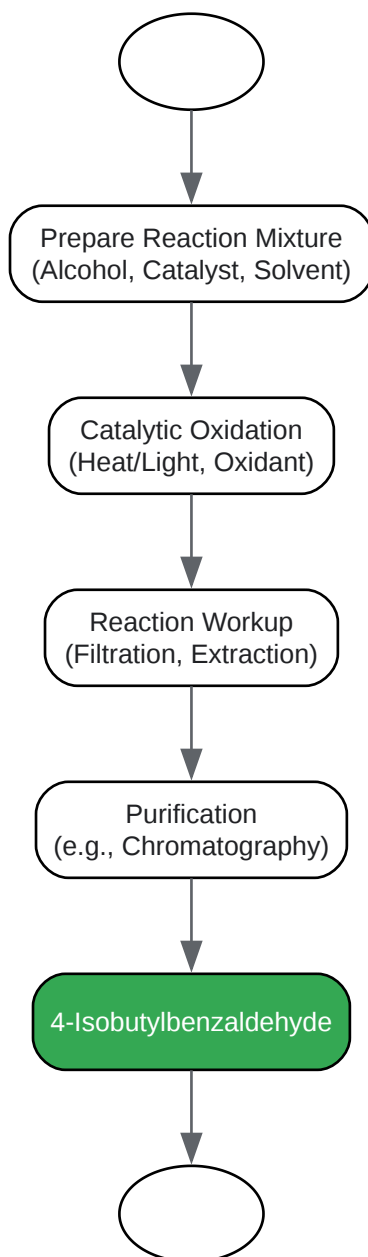 Prepare Reaction Mixture
(Alcohol, Catalyst, Solvent)
Catalytic Oxidation
(Heat/Light, Oxidant)
Reaction Workup
(Filtration, Extraction)
Purification
(e.g., Chromatography)
4-Isobutylbenzaldehyde